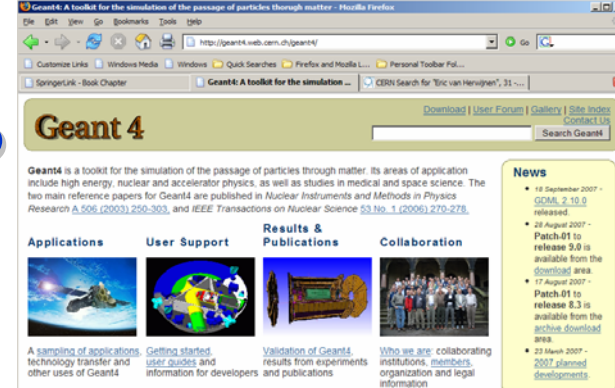 Geant4: A toolkit for the simulation of the passage of particles thorugh matter - Mozilla Firefox
File Edit View Go Bookmarks Tools Help
http://geant4.web.cern.ch/geant4/
Go
Customize Links Windows Media Windows Quick Searches Firefox and Mozilla L... Personal Toolbar Fol...
SpringerLink - Book Chapter Geant4: A toolkit for the simulation ... CERN Search for "Eric van Herwijnen", 31 -...
Download | User Forum | Gallery | Site Index
Contact Us
Geant 4
Search Geant4
Geant4 is a toolkit for the simulation of the passage of particles through matter. Its areas of application
include high energy, nuclear and accelerator physics, as well as studies in medical and space science. The
two main reference papers for Geant4 are published in Nuclear Instruments and Methods in Physics
Research A 506 (2003) 250-303, and IEEE Transactions on Nuclear Science 53 No. 1 (2006) 270-278.
Applications
User Support
Results &
Publications
Collaboration
A sampling of applications,
technology transfer and
other uses of Geant4
Getting started,
user guides and
information for developers
Validation of Geant4,
results from experiments
and publications
Who we are: collaborating
institutions, members,
organization and legal
information
News
18 September 2007 -
GDML 2.10.0
released.
28 August 2007 -
Patch-01 to
release 9.0 is
available from the
download area.
17 August 2007 -
Patch-01 to
release 8.3 is
available from the
archive download
area.
23 March 2007 -
2007 planned
developments.